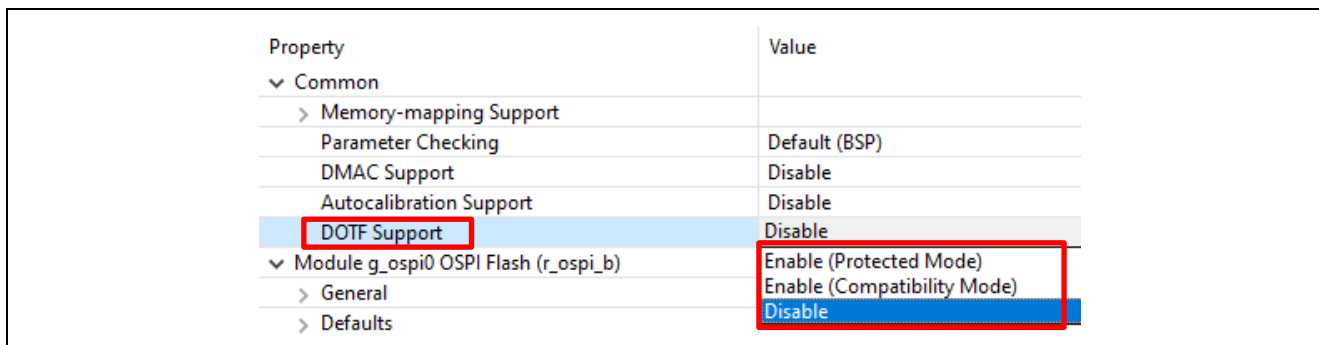 Property Value
Common
Memory-mapping Support
Parameter Checking Default (BSP)
DMAC Support Disable
Autocalibration Support Disable
DOTF Support Disable
Module g_ospi0 OSPI Flash (r_ospi_b) Enable (Protected Mode)
General Enable (Compatibility Mode)
Defaults Disable